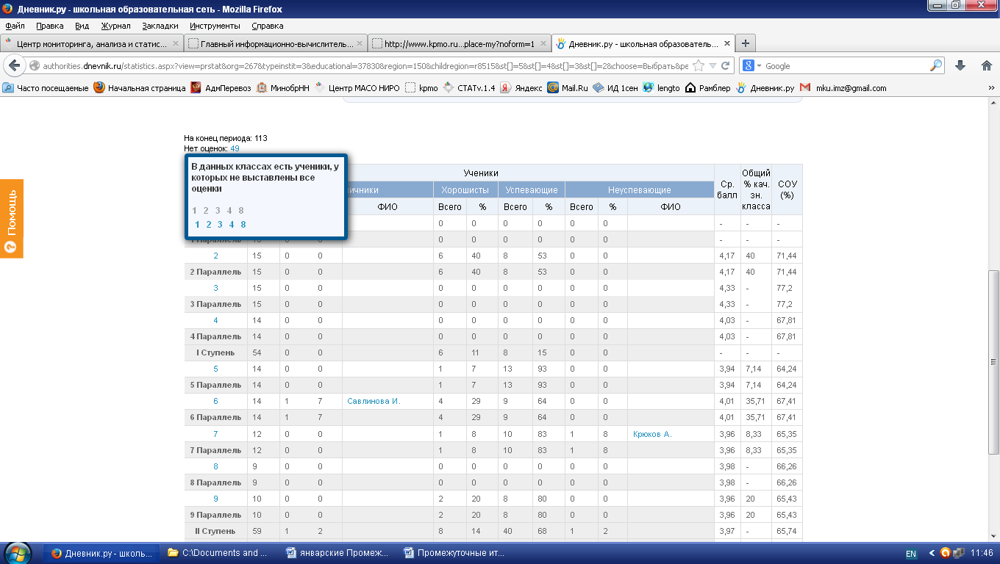 Дневник.ру - школьная образовательная сеть - Mozilla Firefox
Файл Правка Вид Журнал Закладки Инструменты Справка
Центр мониторинга, анализа и статис... Главный информационно-вычислитель... http://www.kpmo.ru...place-my?noform=1 Дневник.ру - школьная образователь...
authorities.dnevnik.ru/statistics.aspx?view=prstat&org=267&typeinstit=3&educational=37830&region=150&childregion=r8515&st[]=5&st[]=4&st[]=3&st[]=2&choose=Выбрать&pe Google
Часто посещаемые Начальная страница АдмПеревоз МинобрНН Центр МАСО НИРО kpmo СТАТv.1.4 Яндекс Mail.Ru ИД 1сен lengto Рамблер Дневник.ру mku.imz@gmail.com »
На конец периода: 113
Нет оценок: 49
В данных классах есть ученики, у
которых не выставлены все
оценки
1 2 3 4 8
1 2 3 4 8
Помощь
Ученики Ср. балл Общий % кач. зн. класса СОУ (%)
ичники Хорошисты Успевающие Неуспевающие
ФИО Всего % Всего % Всего % ФИО
0 0 0 0 0 0 - - -
0 0 0 0 0 0 - - -
2 15 0 0 6 40 8 53 0 0 4,17 40 71,44
2 Параллель 15 0 0 6 40 8 53 0 0 4,17 40 71,44
3 15 0 0 0 0 0 0 0 0 4,33 - 77,2
3 Параллель 15 0 0 0 0 0 0 0 0 4,33 - 77,2
4 14 0 0 0 0 0 0 0 0 4,03 - 67,81
4 Параллель 14 0 0 0 0 0 0 0 0 4,03 - 67,81
I Ступень 54 0 0 6 11 8 15 0 0 - - -
5 14 0 0 1 7 13 93 0 0 3,94 7,14 64,24
5 Параллель 14 0 0 1 7 13 93 0 0 3,94 7,14 64,24
6 14 1 7 Савлинова И. 4 29 9 64 0 0 4,01 35,71 67,41
6 Параллель 14 1 7 4 29 9 64 0 0 4,01 35,71 67,41
7 12 0 0 1 8 10 83 1 8 Крюков А. 3,96 8,33 65,35
7 Параллель 12 0 0 1 8 10 83 1 8 3,96 8,33 65,35
8 9 0 0 0 0 0 0 0 0 3,98 - 66,26
8 Параллель 9 0 0 0 0 0 0 0 0 3,98 - 66,26
9 10 0 0 2 20 8 80 0 0 3,96 20 65,43
9 Параллель 10 0 0 2 20 8 80 0 0 3,96 20 65,43
II Ступень 59 1 2 8 14 40 68 1 2 3,97 - 65,74
Дневник.ру - школь... C:\Documents and ... январские Промеж... Промежуточные ит... EN 11:46